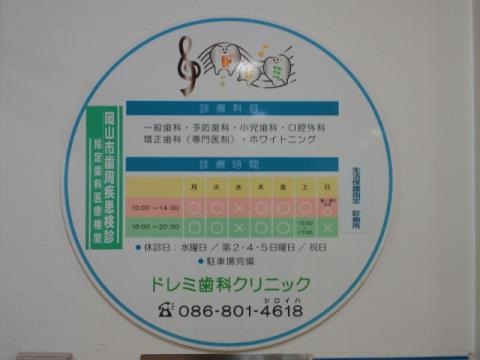 診療科目
一般歯科・予防歯科・小児歯科・口腔外科
矯正歯科（専門医制）・ホワイトニング
診療時間
月 火 水 木 金 土 日
10:00～14:00 ○ ○ × ○ ○ ○
16:00～20:00 ○ ○ × ○ ○ 15:00～17:00 ×
●休診日：水曜日／第2・4・5日曜日／祝日
●駐車場完備
岡山市歯周疾患検診
指定歯科医療機関
生活保護指定 診療所
ドレミ歯科クリニック
シロイハ
☎086-801-4618